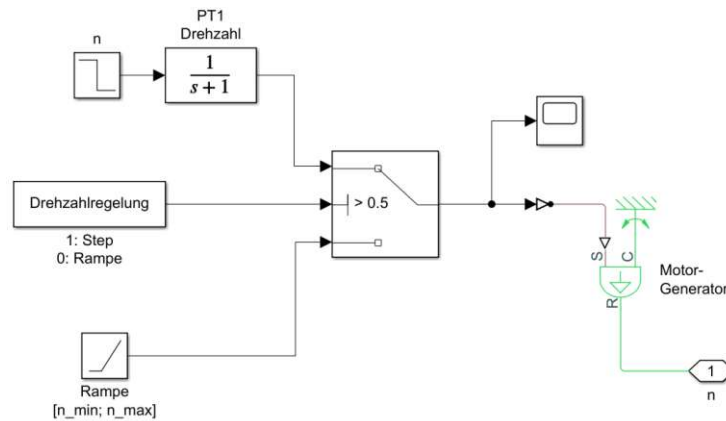 n
PT1
Drehzahl
1
s + 1
Drehzahlregelung
> 0.5
1: Step
0: Rampe
S
C
R
Motor-
Generator
Rampe
[n_min; n_max]
1
n